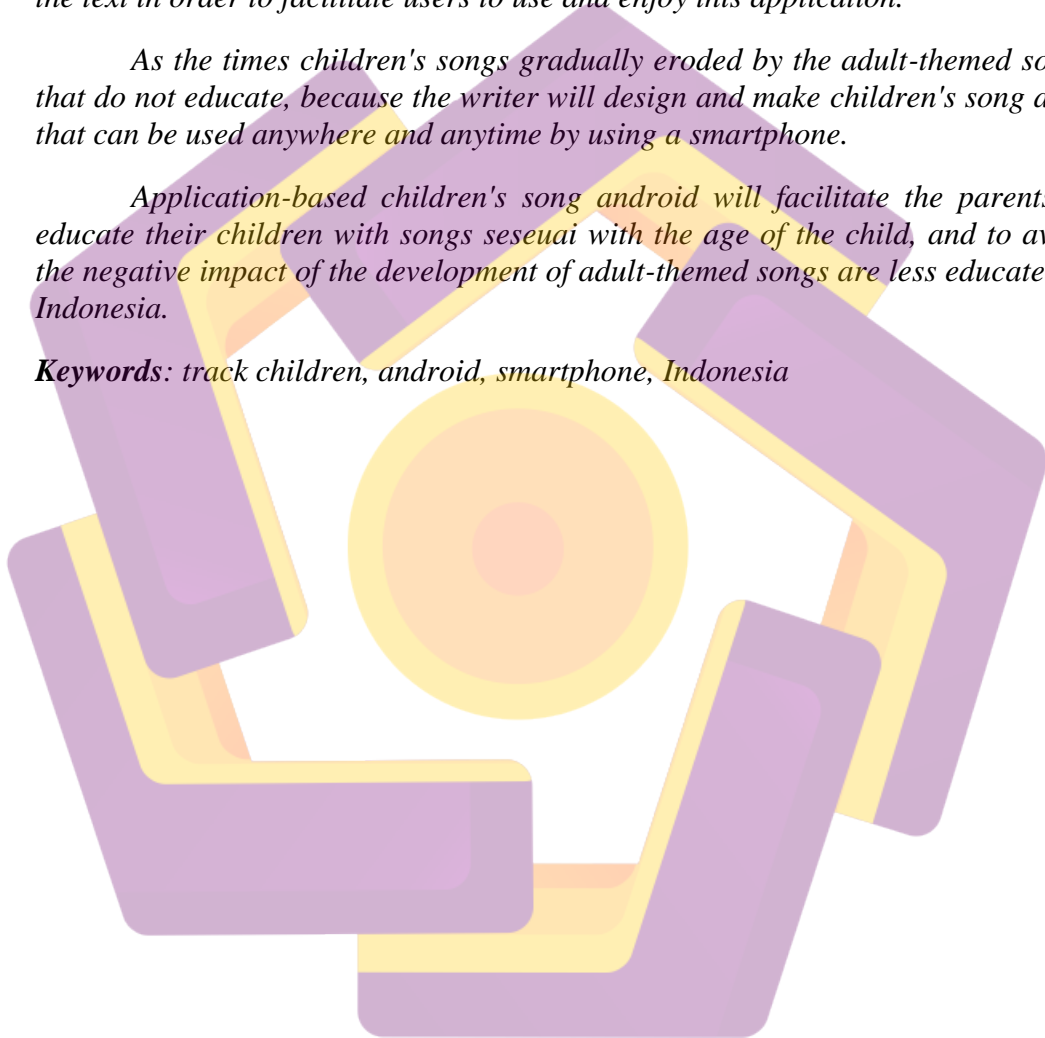 the text in order to facilitate users to use and enjoy this application.
As the times children's songs gradually eroded by the adult-themed so
that do not educate, because the writer will design and make children's song a
that can be used anywhere and anytime by using a smartphone.
Application-based children's song android will facilitate the parents
educate their children with songs seseuai with the age of the child, and to av
the negative impact of the development of adult-themed songs are less educate
Indonesia.
Keywords: track children, android, smartphone, Indonesia